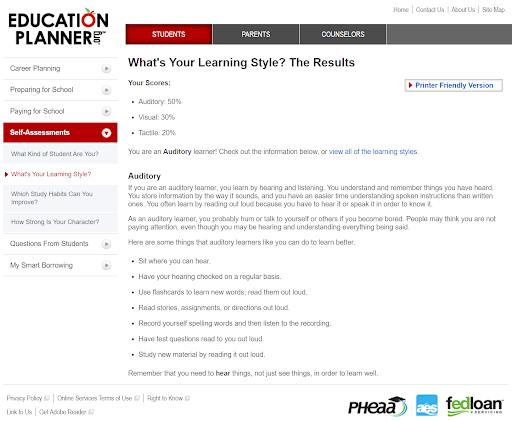 Home | Contact Us | About Us | Site Map
EDUCATION
PLANNER.org
STUDENTS
PARENTS
COUNSELORS
Career Planning
Preparing for School
Paying for School
Self-Assessments
What Kind of Student Are You?
What's Your Learning Style?
Which Study Habits Can You
Improve?
How Strong Is Your Character?
Questions From Students
My Smart Borrowing
What's Your Learning Style? The Results
Your Scores:
Printer Friendly Version
• Auditory: 50%
• Visual: 30%
• Tactile: 20%
You are an Auditory learner! Check out the information below, or view all of the learning styles.
Auditory
If you are an auditory learner, you learn by hearing and listening. You understand and remember things you have heard.
You store information by the way it sounds, and you have an easier time understanding spoken instructions than written
ones. You often learn by reading out loud because you have to hear it or speak it in order to know it.
As an auditory learner, you probably hum or talk to yourself or others if you become bored. People may think you are not
paying attention, even though you may be hearing and understanding everything being said.
Here are some things that auditory learners like you can do to learn better.
• Sit where you can hear.
• Have your hearing checked on a regular basis.
• Use flashcards to learn new words; read them out loud.
• Read stories, assignments, or directions out loud.
• Record yourself spelling words and then listen to the recording.
• Have test questions read to you out loud.
• Study new material by reading it out loud.
Remember that you need to hear things, not just see things, in order to learn well.
Privacy Policy | Online Services Terms of Use | Right to Know
Link to Us | Get Adobe Reader
PHEAA
aes
fedloan
SERVICING